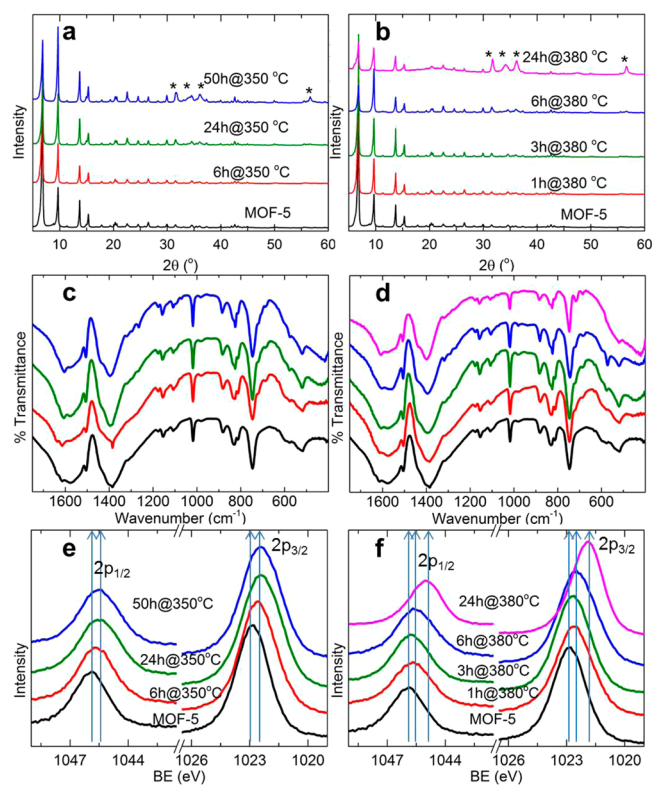 a
50h@350 °C
* * * *
24h@350 °C
6h@350 °C
MOF-5
Intensity
10 20 30 40 50 60
2θ (°)
b
* * * 24h@380 °C *
6h@380 °C
3h@380 °C
1h@380 °C
MOF-5
Intensity
10 20 30 40 50 60
2θ (°)
c
% Transmittance
1600 1400 1200 1000 800 600
Wavenumber (cm-1)
d
% Transmittance
1600 1400 1200 1000 800 600
Wavenumber (cm-1)
e
2p1/2
2p3/2
50h@350°C
24h@350°C
6h@350°C
MOF-5
Intensity
1047 1044 1026 1023 1020
BE (eV)
f
2p1/2
2p3/2
24h@380°C
6h@380°C
3h@380°C
1h@380°C
MOF-5
Intensity
1047 1044 1026 1023 1020
BE (eV)